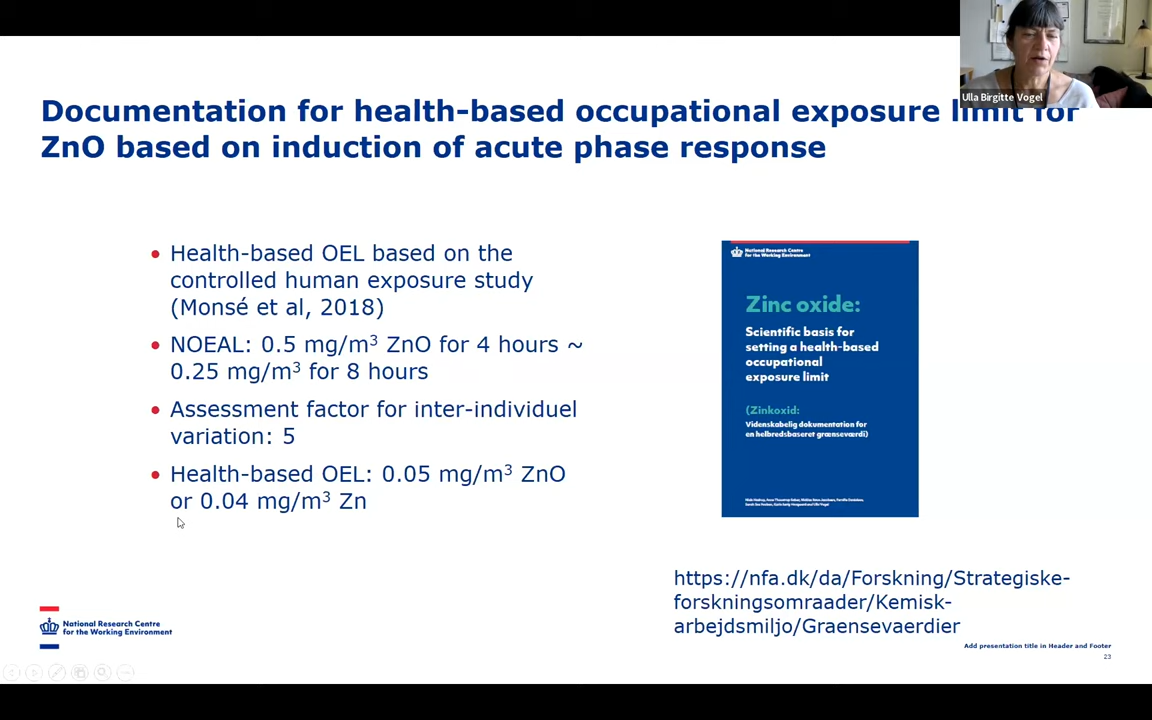 Ulla Birgitte Vogel
Documentation for health-based occupational exposure limit for
ZnO based on induction of acute phase response
• Health-based OEL based on the
controlled human exposure study
(Monsé et al, 2018)
• NOEAL: 0.5 mg/m³ ZnO for 4 hours ~
0.25 mg/m³ for 8 hours
• Assessment factor for inter-individuel
variation: 5
• Health-based OEL: 0.05 mg/m³ ZnO
or 0.04 mg/m³ Zn
National Research Centre
for the Working Environment
Zinc oxide:
Scientific basis for
setting a health-based
occupational
exposure limit
(Zinkoxid:
Videnskabelig dokumentation for
en helbredsbaseret grænseværdi)
https://nfa.dk/da/Forskning/Strategiske-
forskningsomraader/Kemisk-
arbejdsmiljo/Graensevaerdier
National Research Centre
for the Working Environment
Add presentation title in Header and Footer
23